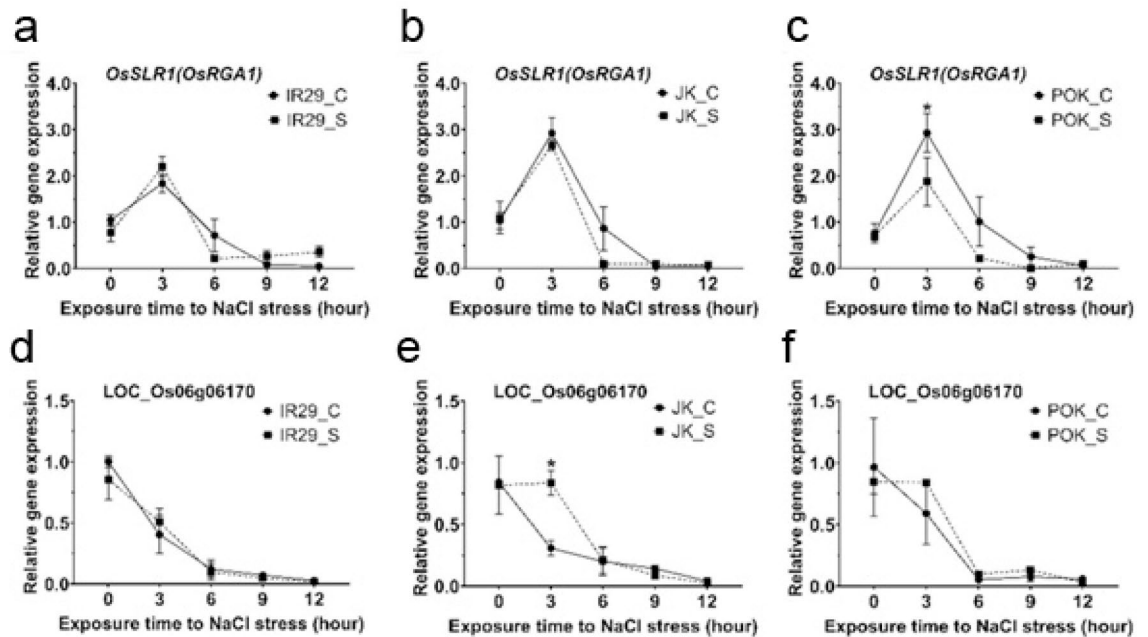 a
OsSLR1(OsRGA1)
IR29_C
IR29_S
Relative gene expression
4.0
3.0
2.0
1.0
0.0
0 3 6 9 12
Exposure time to NaCl stress (hour)
b
OsSLR1(OsRGA1)
JK_C
JK_S
Relative gene expression
4.0
3.0
2.0
1.0
0.0
0 3 6 9 12
Exposure time to NaCl stress (hour)
c
OsSLR1(OsRGA1)
POK_C
POK_S
*
Relative gene expression
4.0
3.0
2.0
1.0
0.0
0 3 6 9 12
Exposure time to NaCl stress (hour)
d
LOC_Os06g06170
IR29_C
IR29_S
Relative gene expression
1.5
1.0
0.5
0.0
0 3 6 9 12
Exposure time to NaCl stress (hour)
e
LOC_Os06g06170
JK_C
JK_S
*
Relative gene expression
1.5
1.0
0.5
0.0
0 3 6 9 12
Exposure time to NaCl stress (hour)
f
LOC_Os06g06170
POK_C
POK_S
Relative gene expression
1.5
1.0
0.5
0.0
0 3 6 9 12
Exposure time to NaCl stress (hour)